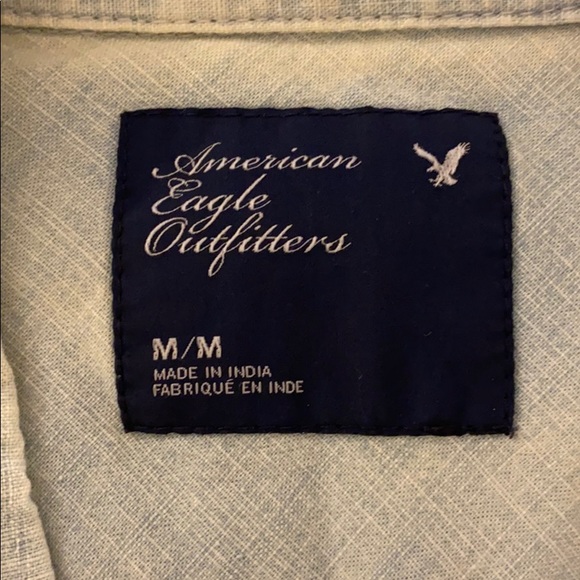 American
Eagle
Outfitters
M/M
MADE IN INDIA
FABRIQUÉ EN INDE